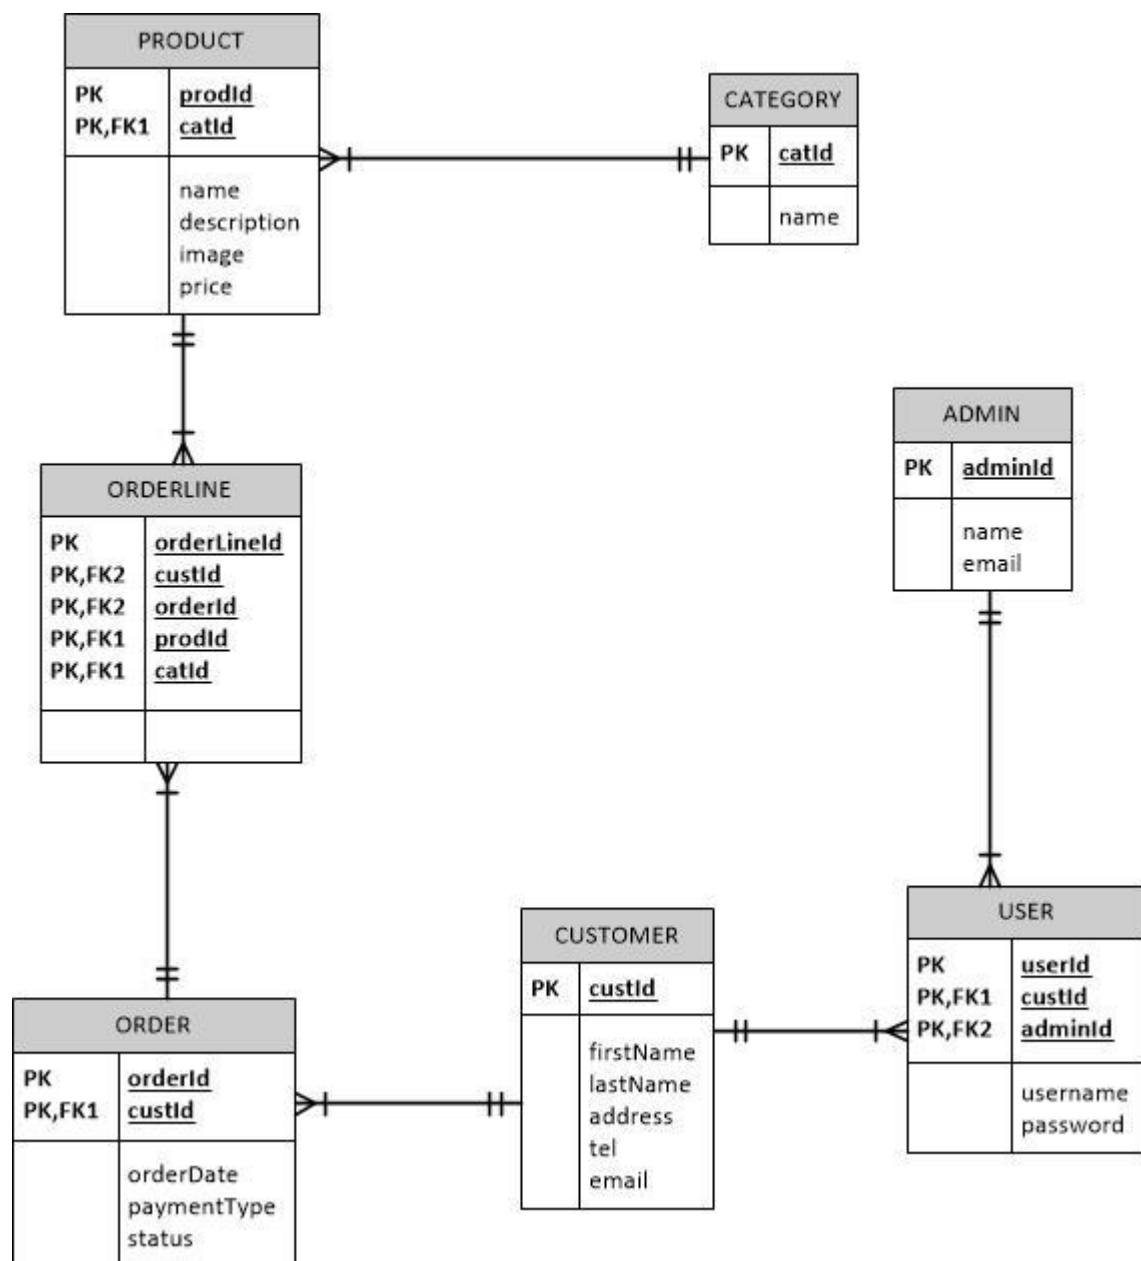 PRODUCT
PK prodId
PK,FK1 catId
name
description
image
price
CATEGORY
PK catId
name
ORDERLINE
PK orderLineId
PK,FK2 custId
PK,FK2 orderId
PK,FK1 prodId
PK,FK1 catId
ADMIN
PK adminId
name
email
ORDER
PK orderId
PK,FK1 custId
orderDate
paymentType
status
CUSTOMER
PK custId
firstName
lastName
address
tel
email
USER
PK userId
PK,FK1 custId
PK,FK2 adminId
username
password